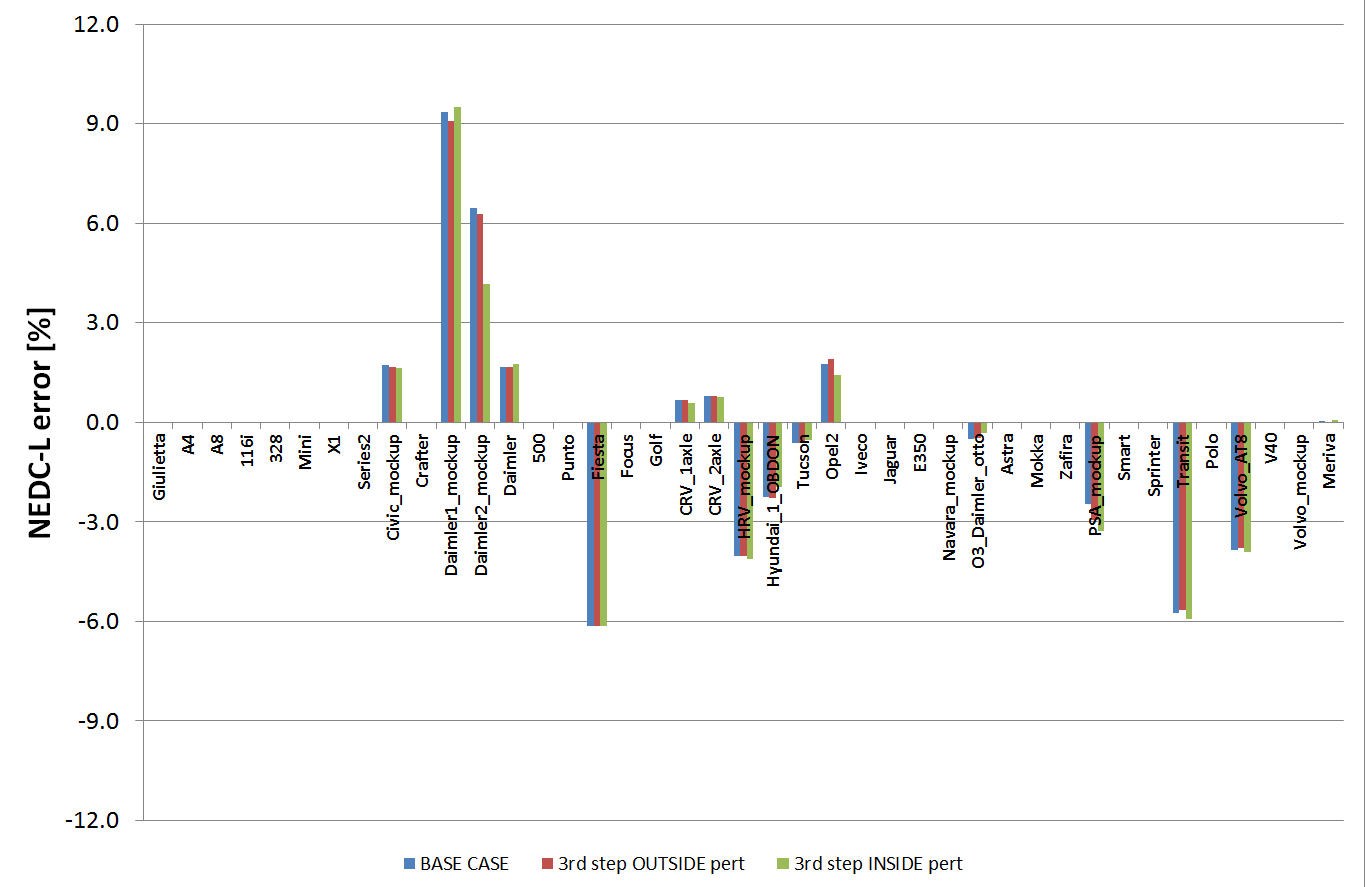 12.0
9.0
6.0
3.0
0.0
-3.0
-6.0
-9.0
-12.0
NEDC-L error [%]
Giulietta
A4
A8
116i
328
Mini
X1
Series2
Civic_mockup
Crafter
Daimler1_mockup
Daimler2_mockup
Daimler
500
Punto
Fiesta
Focus
Golf
CRV_1axle
CRV_2axle
HRV_mockup
Hyundai_1_OBDON
Tucson
Opel2
Iveco
Jaguar
E350
Navara_mockup
O3_Daimler_otto
Astra
Mokka
Zafira
PSA_mockup
Smart
Sprinter
Transit
Polo
Volvo_AT8
V40
Volvo_mockup
Meriva
BASE CASE
3rd step OUTSIDE pert
3rd step INSIDE pert